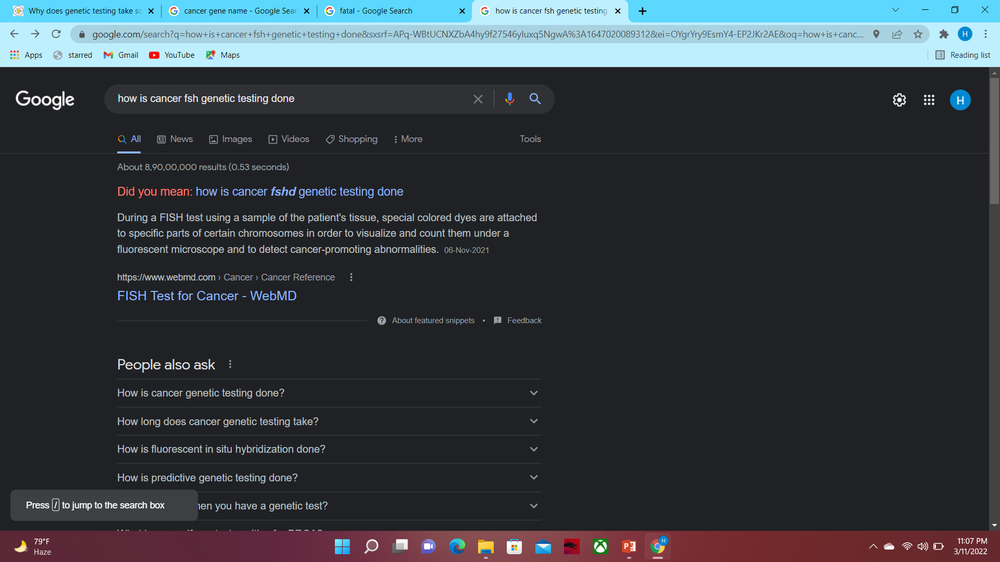 Why does genetic testing take so
cancer gene name - Google Sear
fatal - Google Search
how is cancer fsh genetic testing
google.com/search?q=how+is+cancer+fsh+genetic+testing+done&sxsrf=APq-WBtUCNXZbA4hy9f27546yIuxq5NgwA%3A1647020089312&ei=OYgrYry9EsmY4-EP2JKr2AE&oq=how+is+canc...
H
Apps
starred
Gmail
YouTube
Maps
Reading list
Google
how is cancer fsh genetic testing done
H
All
News
Images
Videos
Shopping
More
Tools
About 8,90,00,000 results (0.53 seconds)
Did you mean: how is cancer fshd genetic testing done
During a FISH test using a sample of the patient's tissue, special colored dyes are attached
to specific parts of certain chromosomes in order to visualize and count them under a
fluorescent microscope and to detect cancer-promoting abnormalities. 06-Nov-2021
https://www.webmd.com › Cancer › Cancer Reference
FISH Test for Cancer - WebMD
About featured snippets • Feedback
People also ask
How is cancer genetic testing done?
How long does cancer genetic testing take?
How is fluorescent in situ hybridization done?
How is predictive genetic testing done?
Press / to jump to the search box
you have a genetic test?
79°F
Haze
H
11:07 PM
3/11/2022